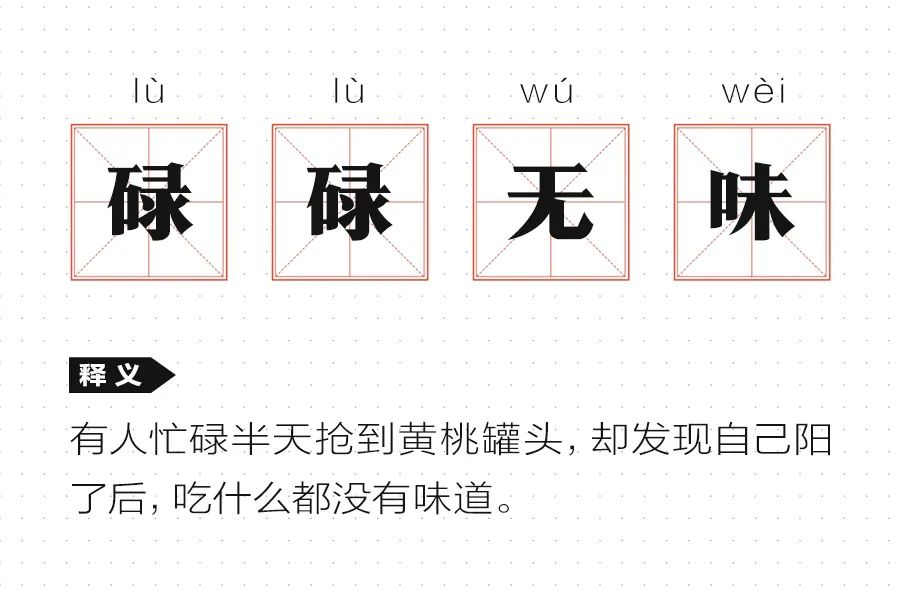 lù lù wú wèi
碌 碌 无 味
释义
有人忙碌半天抢到黄桃罐头，却发现自己阳
了后，吃什么都没有味道。